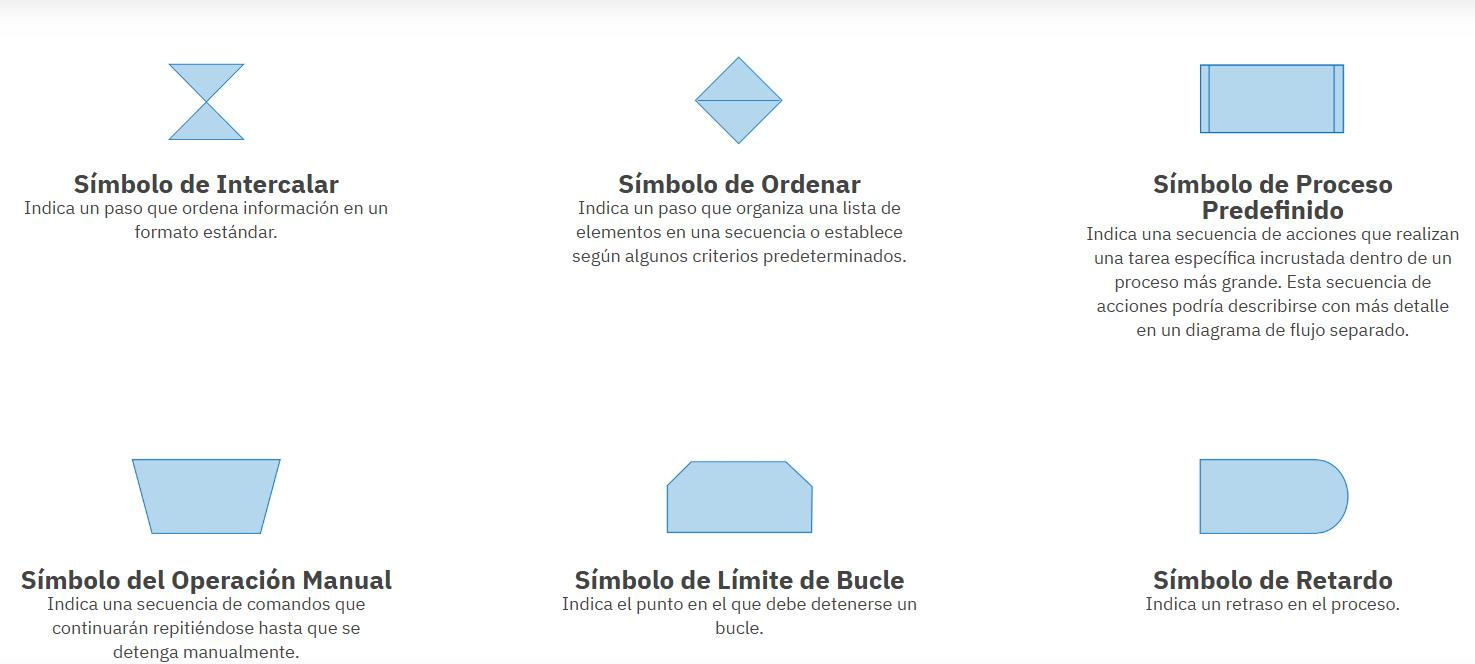 Símbolo de Intercalar
Indica un paso que ordena información en un
formato estándar.
Símbolo de Ordenar
Indica un paso que organiza una lista de
elementos en una secuencia o establece
según algunos criterios predeterminados.
Símbolo de Proceso
Predefinido
Indica una secuencia de acciones que realizan
una tarea específica incrustada dentro de un
proceso más grande. Esta secuencia de
acciones podría describirse con más detalle
en un diagrama de flujo separado.
Símbolo del Operación Manual
Indica una secuencia de comandos que
continuarán repitiéndose hasta que se
detenga manualmente.
Símbolo de Límite de Bucle
Indica el punto en el que debe detenerse un
bucle.
Símbolo de Retardo
Indica un retraso en el proceso.